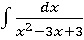 ∫ dx / (x²−3x+3)